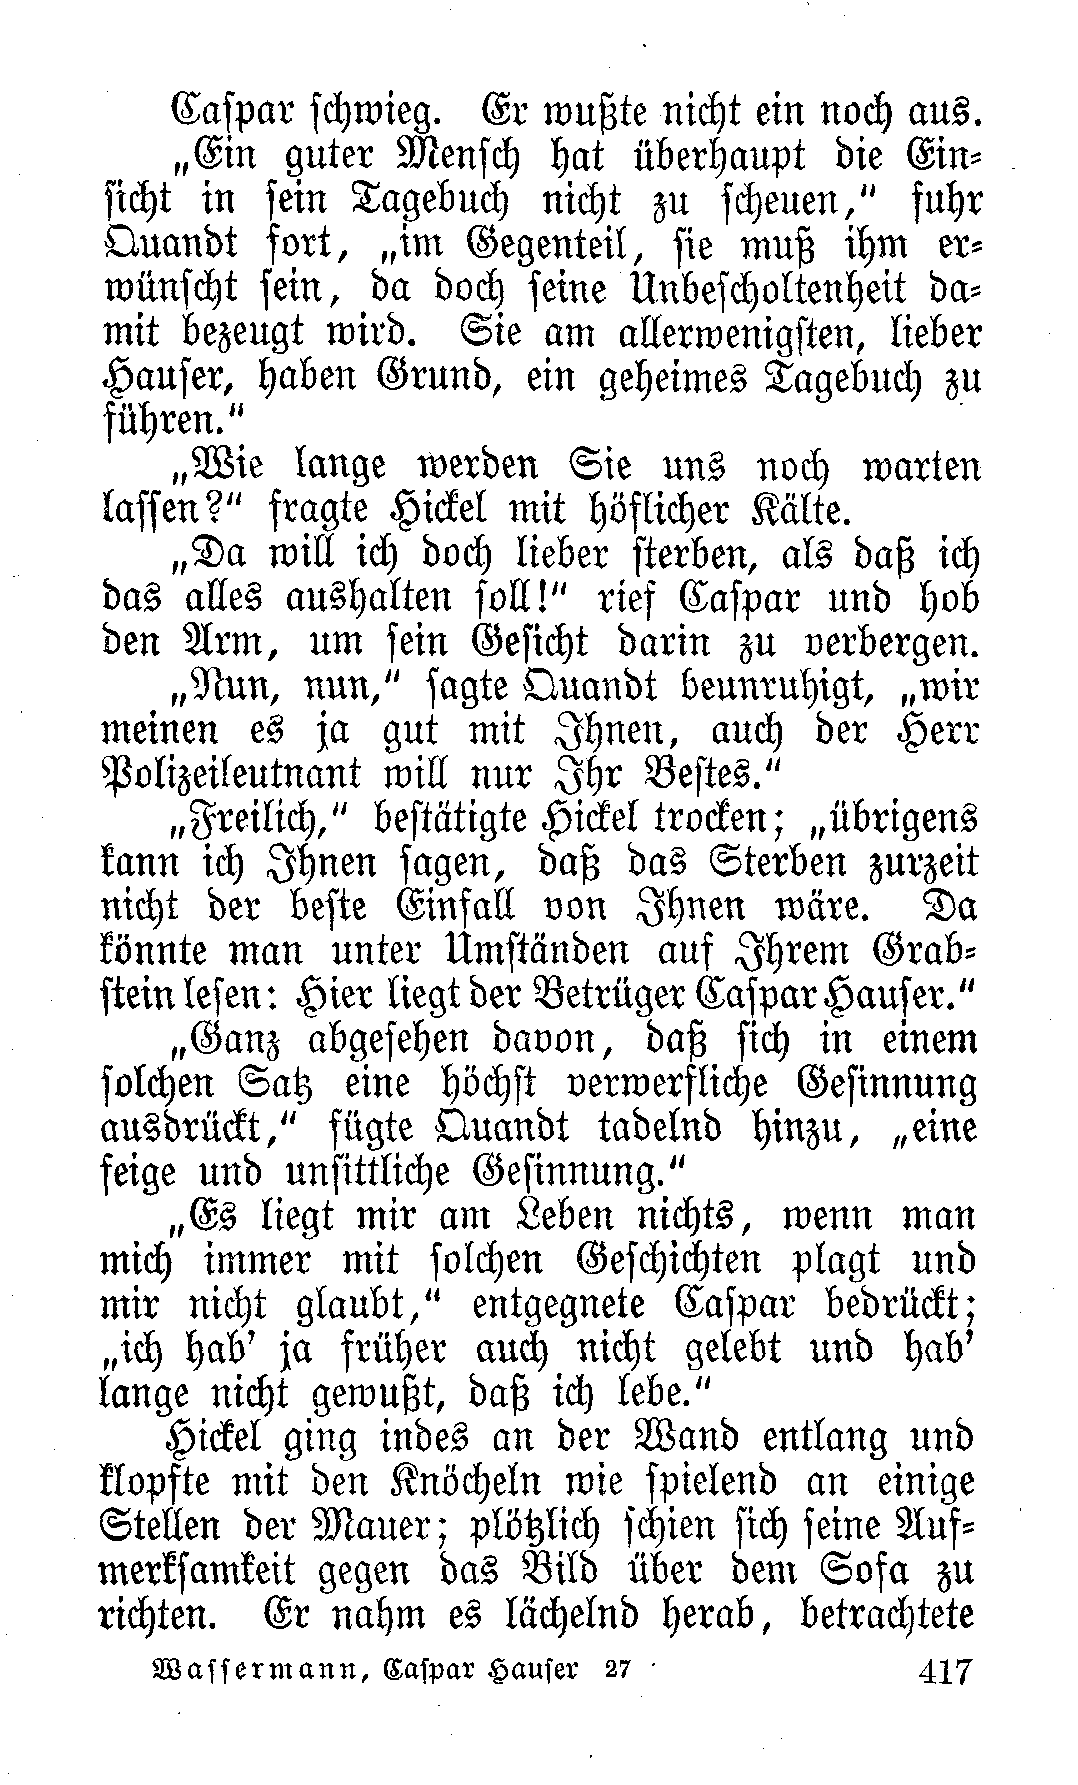 Caspar schwieg. Er wußte nicht ein noch aus.
„Ein guter Mensch hat überhaupt die Ein-
sicht in sein Tagebuch nicht zu scheuen,“ fuhr
Quandt fort, „im Gegenteil, sie muß ihm er-
wünscht sein, da doch seine Unbescholtenheit da-
mit bezeugt wird. Sie am allerwenigsten, lieber
Hauser, haben Grund, ein geheimes Tagebuch zu
führen.“
„Wie lange werden Sie uns noch warten
lassen?“ fragte Hickel mit höflicher Kälte.
„Da will ich doch lieber sterben, als daß ich
das alles aushalten soll!“ rief Caspar und hob
den Arm, um sein Gesicht darin zu verbergen.
„Nun, nun,“ sagte Quandt beunruhigt, „wir
meinen es ja gut mit Ihnen, auch der Herr
Polizeileutnant will nur Ihr Bestes.“
„Freilich,“ bestätigte Hickel trocken; „übrigens
kann ich Ihnen sagen, daß das Sterben zurzeit
nicht der beste Einfall von Ihnen wäre. Da
könnte man unter Umständen auf Ihrem Grab-
stein lesen: Hier liegt der Betrüger Caspar Hauser.“
„Ganz abgesehen davon, daß sich in einem
solchen Satz eine höchst verwerfliche Gesinnung
ausdrückt,“ fügte Quandt tadelnd hinzu, „eine
feige und unsittliche Gesinnung.“
„Es liegt mir am Leben nichts, wenn man
mich immer mit solchen Geschichten plagt und
mir nicht glaubt,“ entgegnete Caspar bedrückt;
„ich hab’ ja früher auch nicht gelebt und hab’
lange nicht gewußt, daß ich lebe.“
Hickel ging indes an der Wand entlang und
klopfte mit den Knöcheln wie spielend an einige
Stellen der Mauer; plötzlich schien sich seine Auf-
merksamkeit gegen das Bild über dem Sofa zu
richten. Er nahm es lächelnd herab, betrachtete
Wassermann, Caspar Hauser 27 417